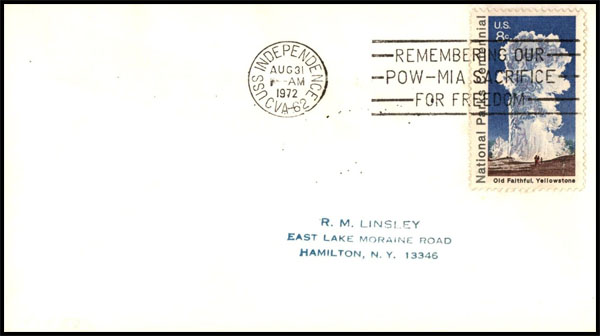 USS INDEPENDENCE
AUG 31
AM
1972
CVA-62
REMEMBERING OUR
POW-MIA SACRIFICE
FOR FREEDOM
U.S.
8c
National Parks Centennial
Old Faithful, Yellowstone
R. M. LINSLEY
EAST LAKE MORAINE ROAD
HAMILTON, N. Y. 13346